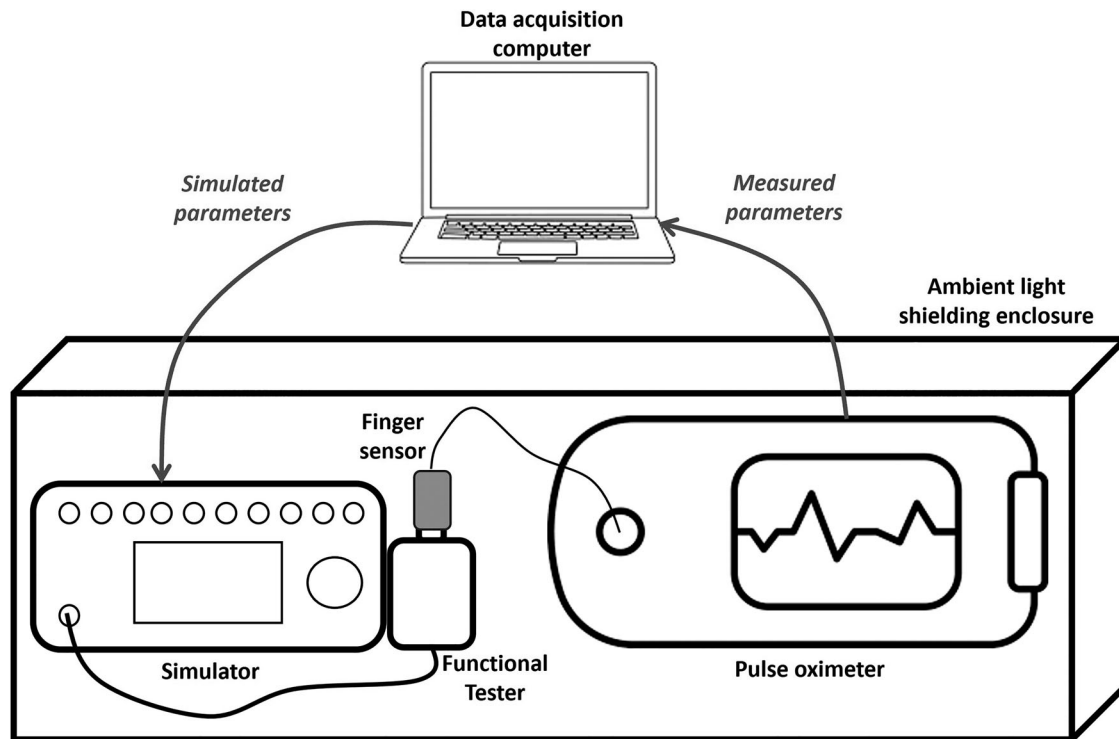 Data acquisition
computer
Simulated
parameters
Measured
parameters
Ambient light
shielding enclosure
Finger
sensor
Simulator
Functional
Tester
Pulse oximeter